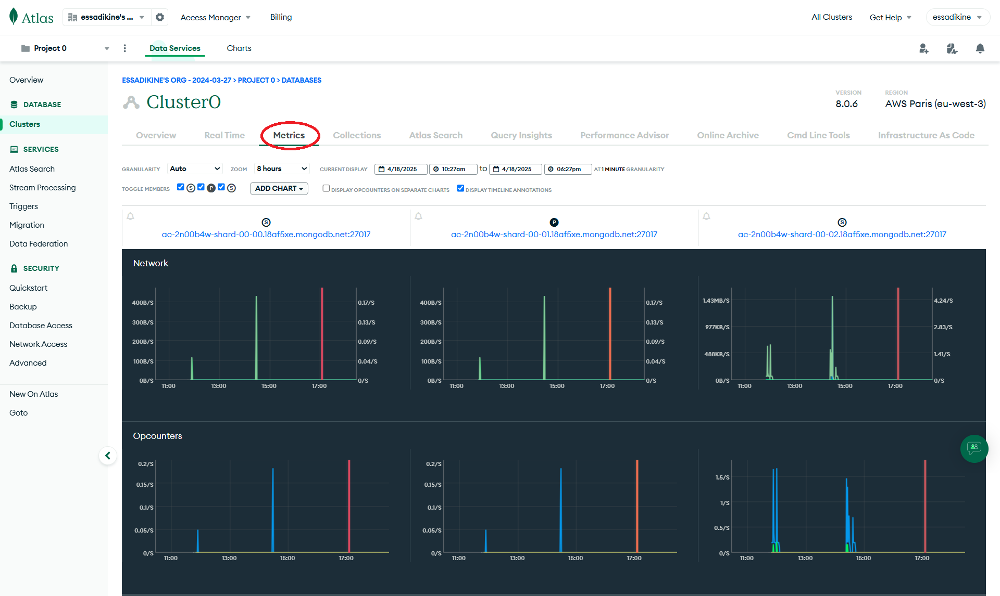 Atlas
essadikine's ...
Access Manager
Billing
All Clusters
Get Help
essadikine
Project 0
Data Services
Charts
Overview
DATABASE
Clusters
SERVICES
Atlas Search
Stream Processing
Triggers
Migration
Data Federation
SECURITY
Quickstart
Backup
Database Access
Network Access
Advanced
New On Atlas
Goto
ESSADIKINE'S ORG - 2024-03-27 > PROJECT 0 > DATABASES
Cluster0
VERSION
8.0.6
REGION
AWS Paris (eu-west-3)
Overview
Real Time
Metrics
Collections
Atlas Search
Query Insights
Performance Advisor
Online Archive
Cmd Line Tools
Infrastructure As Code
GRANULARITY
Auto
ZOOM
8 hours
CURRENT DISPLAY
4/18/2025
10:27am
to
4/18/2025
06:27pm
AT 1 MINUTE GRANULARITY
TOGGLE MEMBERS
S
P
S
ADD CHART
DISPLAY OPCOUNTERS ON SEPARATE CHARTS
DISPLAY TIMELINE ANNOTATIONS
S
ac-2n00b4w-shard-00-00.18af5xe.mongodb.net:27017
P
ac-2n00b4w-shard-00-01.18af5xe.mongodb.net:27017
S
ac-2n00b4w-shard-00-02.18af5xe.mongodb.net:27017
Network
400B/S
300B/S
200B/S
100B/S
0B/S
0.17/S
0.13/S
0.09/S
0.04/S
0/S
11:00
13:00
15:00
17:00
400B/S
300B/S
200B/S
100B/S
0B/S
0.17/S
0.13/S
0.09/S
0.04/S
0/S
11:00
13:00
15:00
17:00
1.43MB/S
977KB/S
488KB/S
0B/S
4.24/S
2.83/S
1.41/S
0/S
11:00
13:00
15:00
17:00
Opcounters
0.2/S
0.15/S
0.1/S
0.05/S
0/S
11:00
13:00
15:00
17:00
0.2/S
0.15/S
0.1/S
0.05/S
0/S
11:00
13:00
15:00
17:00
1.5/S
1/S
0.5/S
0/S
11:00
13:00
15:00
17:00